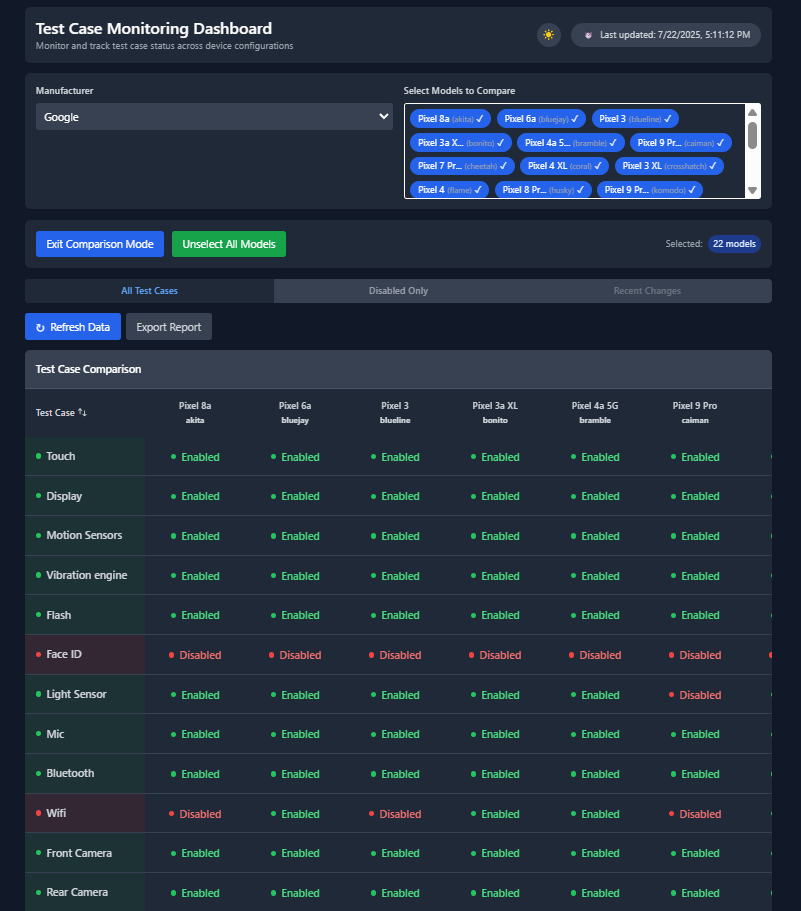 Test Case Monitoring Dashboard
Monitor and track test case status across device configurations
Last updated: 7/22/2025, 5:11:12 PM
Manufacturer
Google
Select Models to Compare
Pixel 8a (akita) ✓ Pixel 6a (bluejay) ✓ Pixel 3 (blueline) ✓
Pixel 3a X... (bonito) ✓ Pixel 4a 5... (bramble) ✓ Pixel 9 Pr... (caiman) ✓
Pixel 7 Pr... (cheetah) ✓ Pixel 4 XL (coral) ✓ Pixel 3 XL (crosshatch) ✓
Pixel 4 (flame) ✓ Pixel 8 Pr... (husky) ✓ Pixel 9 Pr... (komodo) ✓
Exit Comparison Mode Unselect All Models Selected: 22 models
All Test Cases Disabled Only Recent Changes
↻ Refresh Data Export Report
Test Case Comparison
Test Case ↑↓ Pixel 8a Pixel 6a Pixel 3 Pixel 3a XL Pixel 4a 5G Pixel 9 Pro
akita bluejay blueline bonito bramble caiman
Touch Enabled Enabled Enabled Enabled Enabled Enabled
Display Enabled Enabled Enabled Enabled Enabled Enabled
Motion Sensors Enabled Enabled Enabled Enabled Enabled Enabled
Vibration engine Enabled Enabled Enabled Enabled Enabled Enabled
Flash Enabled Enabled Enabled Enabled Enabled Enabled
Face ID Disabled Disabled Disabled Disabled Disabled Disabled
Light Sensor Enabled Enabled Enabled Enabled Enabled Disabled
Mic Enabled Enabled Enabled Enabled Enabled Enabled
Bluetooth Enabled Enabled Enabled Enabled Enabled Enabled
Wifi Disabled Enabled Disabled Enabled Enabled Disabled
Front Camera Enabled Enabled Enabled Enabled Enabled Enabled
Rear Camera Enabled Enabled Enabled Enabled Enabled Enabled